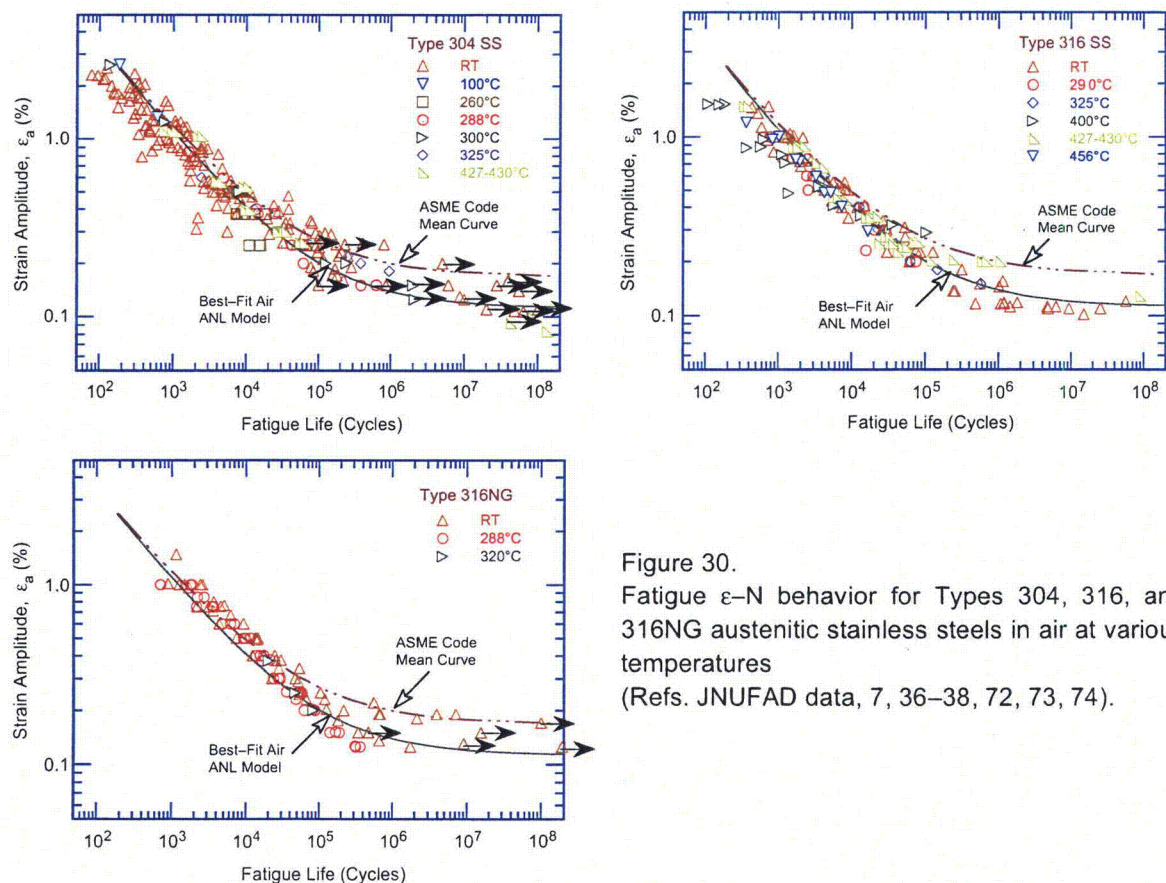 Type 304 SS
RT
100°C
260°C
288°C
300°C
325°C
427-430°C
ASME Code
Mean Curve
Best–Fit Air
ANL Model
Strain Amplitude, εa (%)
1.0
0.1
10² 10³ 10⁴ 10⁵ 10⁶ 10⁷ 10⁸
Fatigue Life (Cycles)
Type 316 SS
RT
290°C
325°C
400°C
427-430°C
456°C
ASME Code
Mean Curve
Best–Fit Air
ANL Model
Strain Amplitude, εa (%)
1.0
0.1
10² 10³ 10⁴ 10⁵ 10⁶ 10⁷ 10⁸
Fatigue Life (Cycles)
Type 316NG
RT
288°C
320°C
ASME Code
Mean Curve
Best–Fit Air
ANL Model
Strain Amplitude, εa (%)
1.0
0.1
10² 10³ 10⁴ 10⁵ 10⁶ 10⁷ 10⁸
Fatigue Life (Cycles)
Figure 30.
Fatigue ε–N behavior for Types 304, 316, an
316NG austenitic stainless steels in air at variou
temperatures
(Refs. JNUFAD data, 7, 36–38, 72, 73, 74).